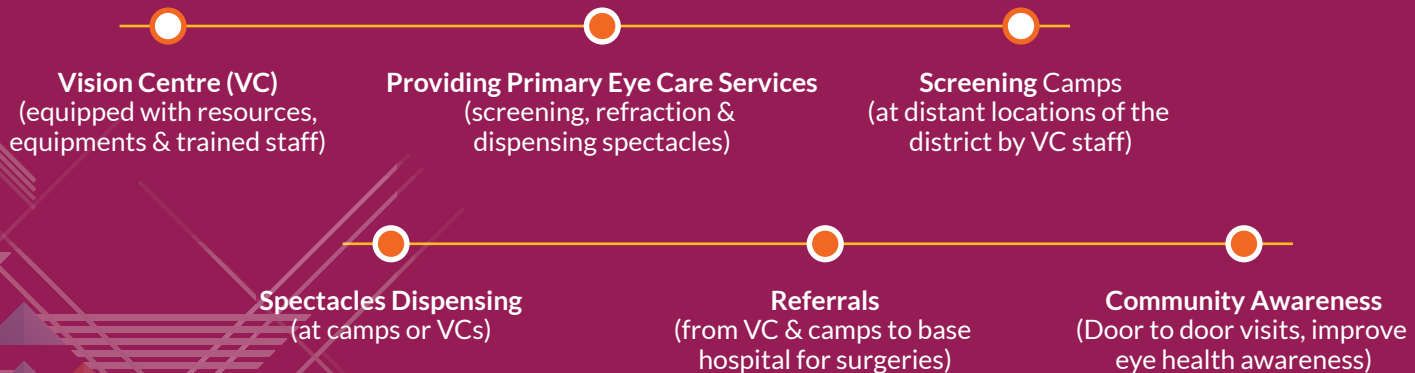 Vision Centre (VC)
(equipped with resources,
equipments & trained staff)
Providing Primary Eye Care Services
(screening, refraction &
dispensing spectacles)
Screening Camps
(at distant locations of the
district by VC staff)
Spectacles Dispensing
(at camps or VCs)
Referrals
(from VC & camps to base
hospital for surgeries)
Community Awareness
(Door to door visits, improve
eye health awareness)